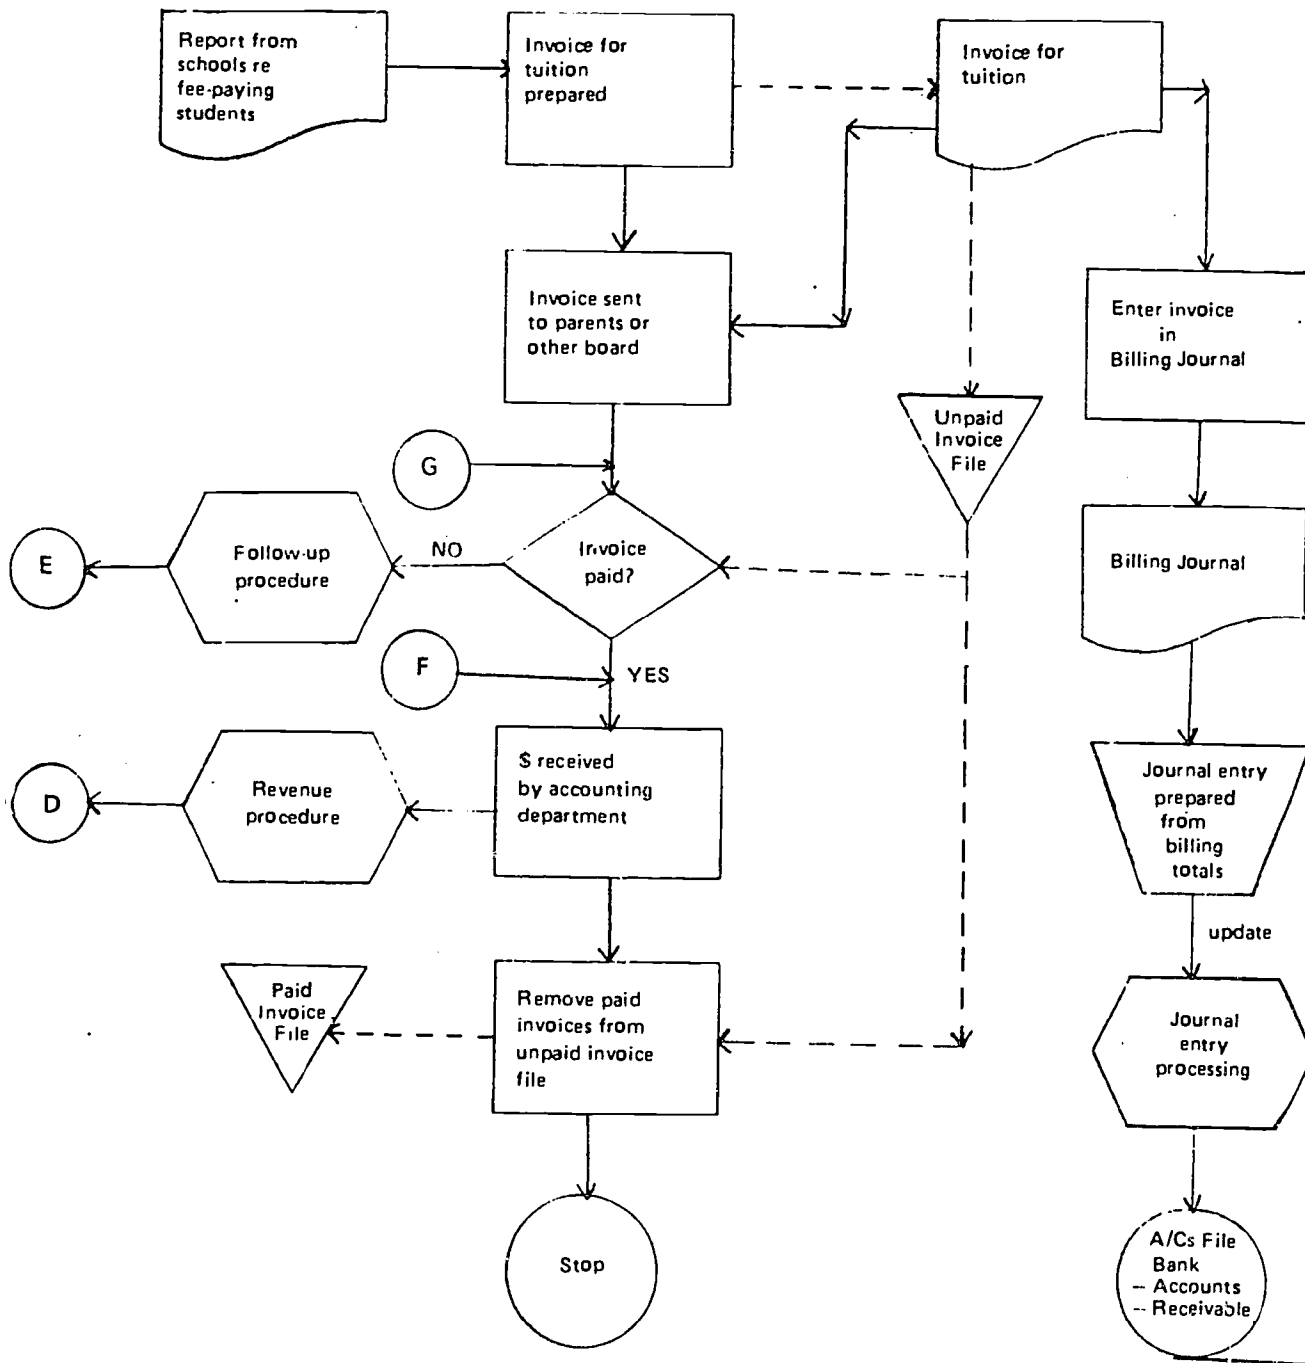 Report from
schools re
fee-paying
students
Invoice for
tuition
prepared
Invoice for
tuition
Invoice sent
to parents or
other board
Enter invoice
in
Billing Journal
Unpaid
Invoice
File
G
Invoice
paid?
NO
Follow-up
procedure
E
Billing Journal
F
YES
$ received
by accounting
department
Revenue
procedure
D
Journal entry
prepared
from
billing
totals
update
Remove paid
invoices from
unpaid invoice
file
Paid
Invoice
File
Journal
entry
processing
Stop
A/Cs File
Bank
- Accounts
- Receivable